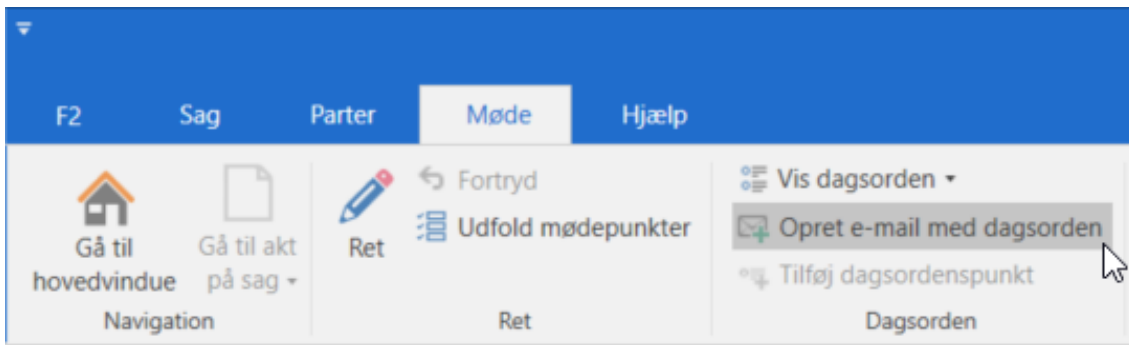 F2 Sag Parter Møde Hjælp
Gå til
hovedvindue
Gå til akt
på sag
Navigation
Ret
Fortryd
Udfold mødepunkter
Ret
Vis dagsorden
Opret e-mail med dagsorden
Tilføj dagsordenspunkt
Dagsorden